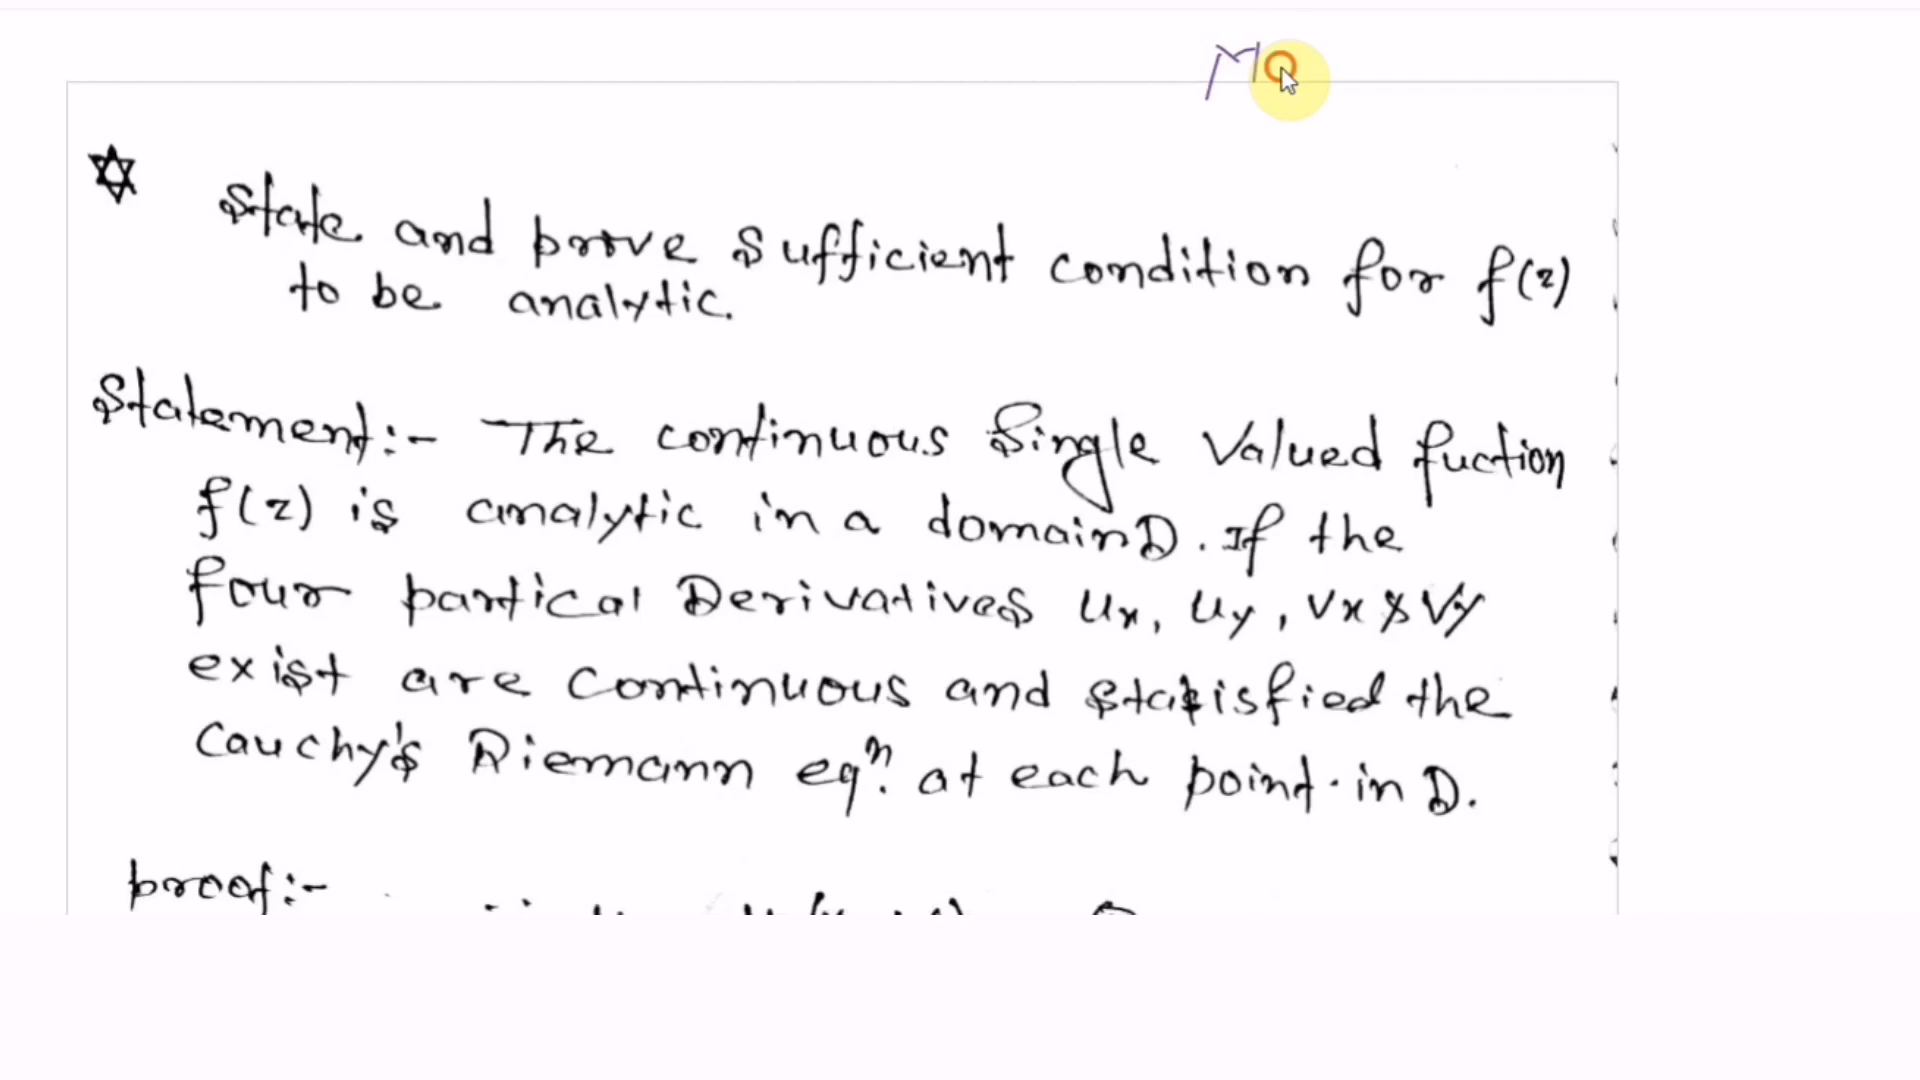 M
State and prove Sufficient condition for f(z)
to be analytic.
Statement:- The continuous Single Valued fuction
f(z) is analytic in a domain D. If the
four partical Derivatives Ux, Uy, Vx & Vy
exist are continuous and statisfied the
Cauchy's Riemann eqn. at each point in D.
proof:-